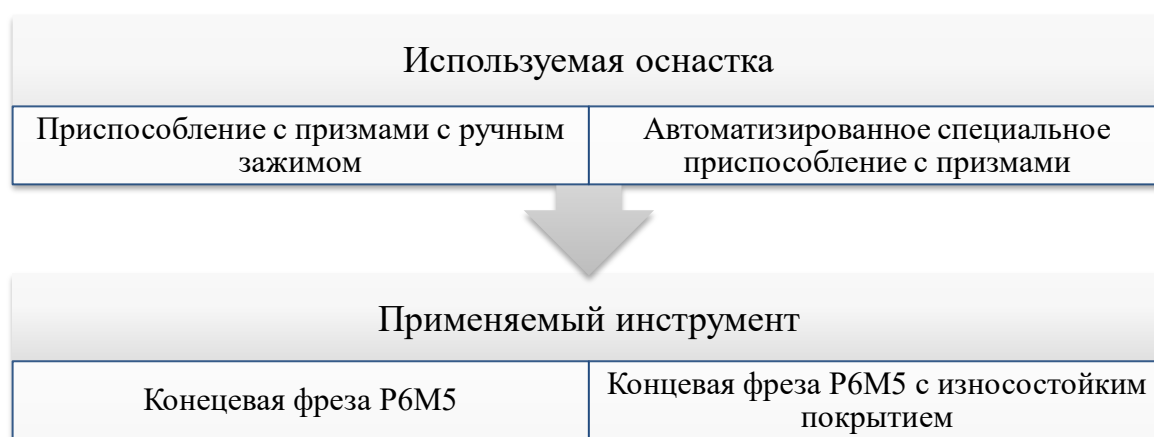 Используемая оснастка
Приспособление с призмами с ручным
зажимом
Автоматизированное специальное
приспособление с призмами
Применяемый инструмент
Конецевая фреза Р6М5
Концевая фреза Р6М5 с износостойким
покрытием